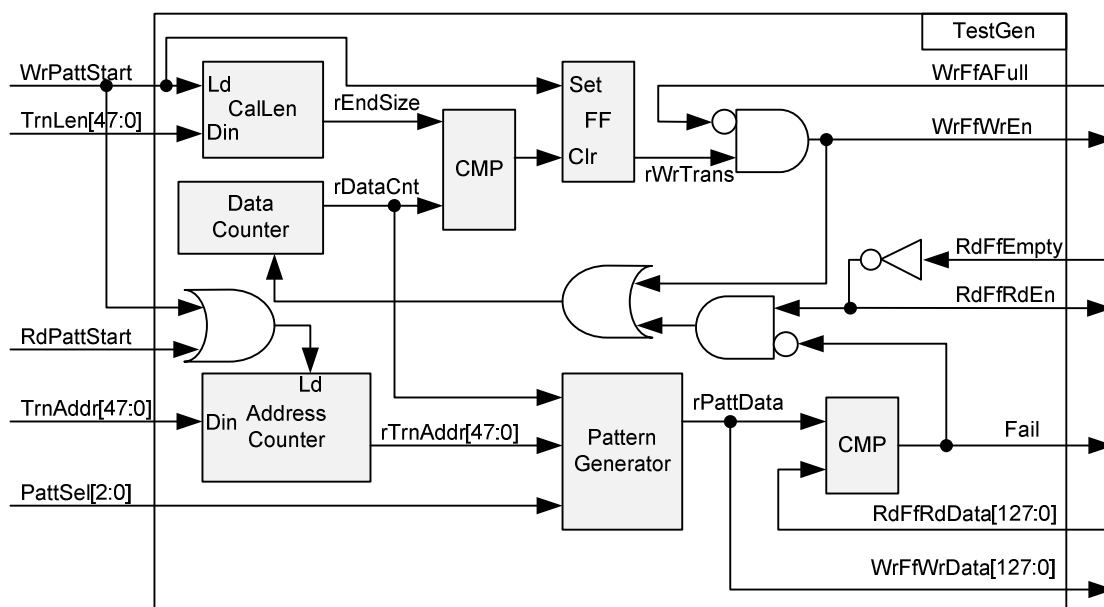 TestGen
WrPattStart
WrFfAFull
Ld
CalLen
Din
rEndSize
Set
FF
Clr
TrnLen[47:0]
WrFfWrEn
CMP
rWrTrans
rDataCnt
Data
Counter
RdFfEmpty
RdFfRdEn
RdPattStart
Ld
Din
Address
Counter
TrnAddr[47:0]
rTrnAddr[47:0]
Pattern
Generator
rPattData
CMP
Fail
PattSel[2:0]
RdFfRdData[127:0]
WrFfWrData[127:0]